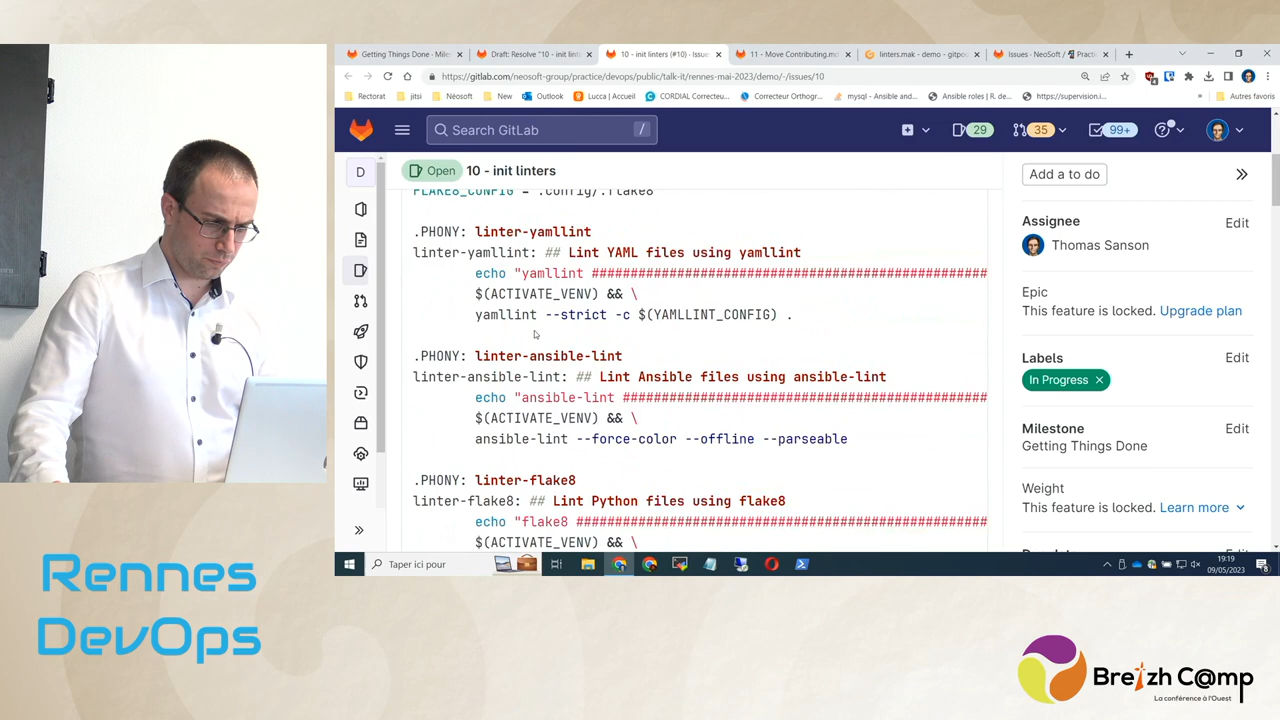 Getting Things Done - Miles
Draft: Resolve "10 - init lint
10 - init linters (#10) · Issue
11 - Move Contributing.md
linters.mak - demo - gitpo
Issues - NeoSoft / Practi
https://gitlab.com/neosoft-group/practice/devops/public/talk-it/rennes-mai-2023/demo/-/issues/10
Rectorat
jitsi
Néosoft
New
Outlook
Lucca | Accueil
CORDIAL Correcteu...
Correcteur Orthogr...
mysql - Ansible and...
Ansible roles | R. de...
https://supervision.i...
»
Autres favoris
Search GitLab
/
29
35
99+
D
Open
10 - init linters
Add a to do
FLAKE8_CONFIG = .config/.flake8
.PHONY: linter-yamllint
linter-yamllint: ## Lint YAML files using yamllint
echo "yamllint ###################################################
$(ACTIVATE_VENV) && \
yamllint --strict -c $(YAMLLINT_CONFIG) .
.PHONY: linter-ansible-lint
linter-ansible-lint: ## Lint Ansible files using ansible-lint
echo "ansible-lint ###############################################
$(ACTIVATE_VENV) && \
ansible-lint --force-color --offline --parseable
.PHONY: linter-flake8
linter-flake8: ## Lint Python files using flake8
echo "flake8 #####################################################
$(ACTIVATE_VENV) && \
Assignee
Edit
Thomas Sanson
Epic
This feature is locked. Upgrade plan
Labels
Edit
In Progress
Milestone
Edit
Getting Things Done
Weight
This feature is locked. Learn more
Taper ici pour
19:19
09/05/2023
8
Rennes
DevOps
Breizh C@mp
La conférence à l'Ouest